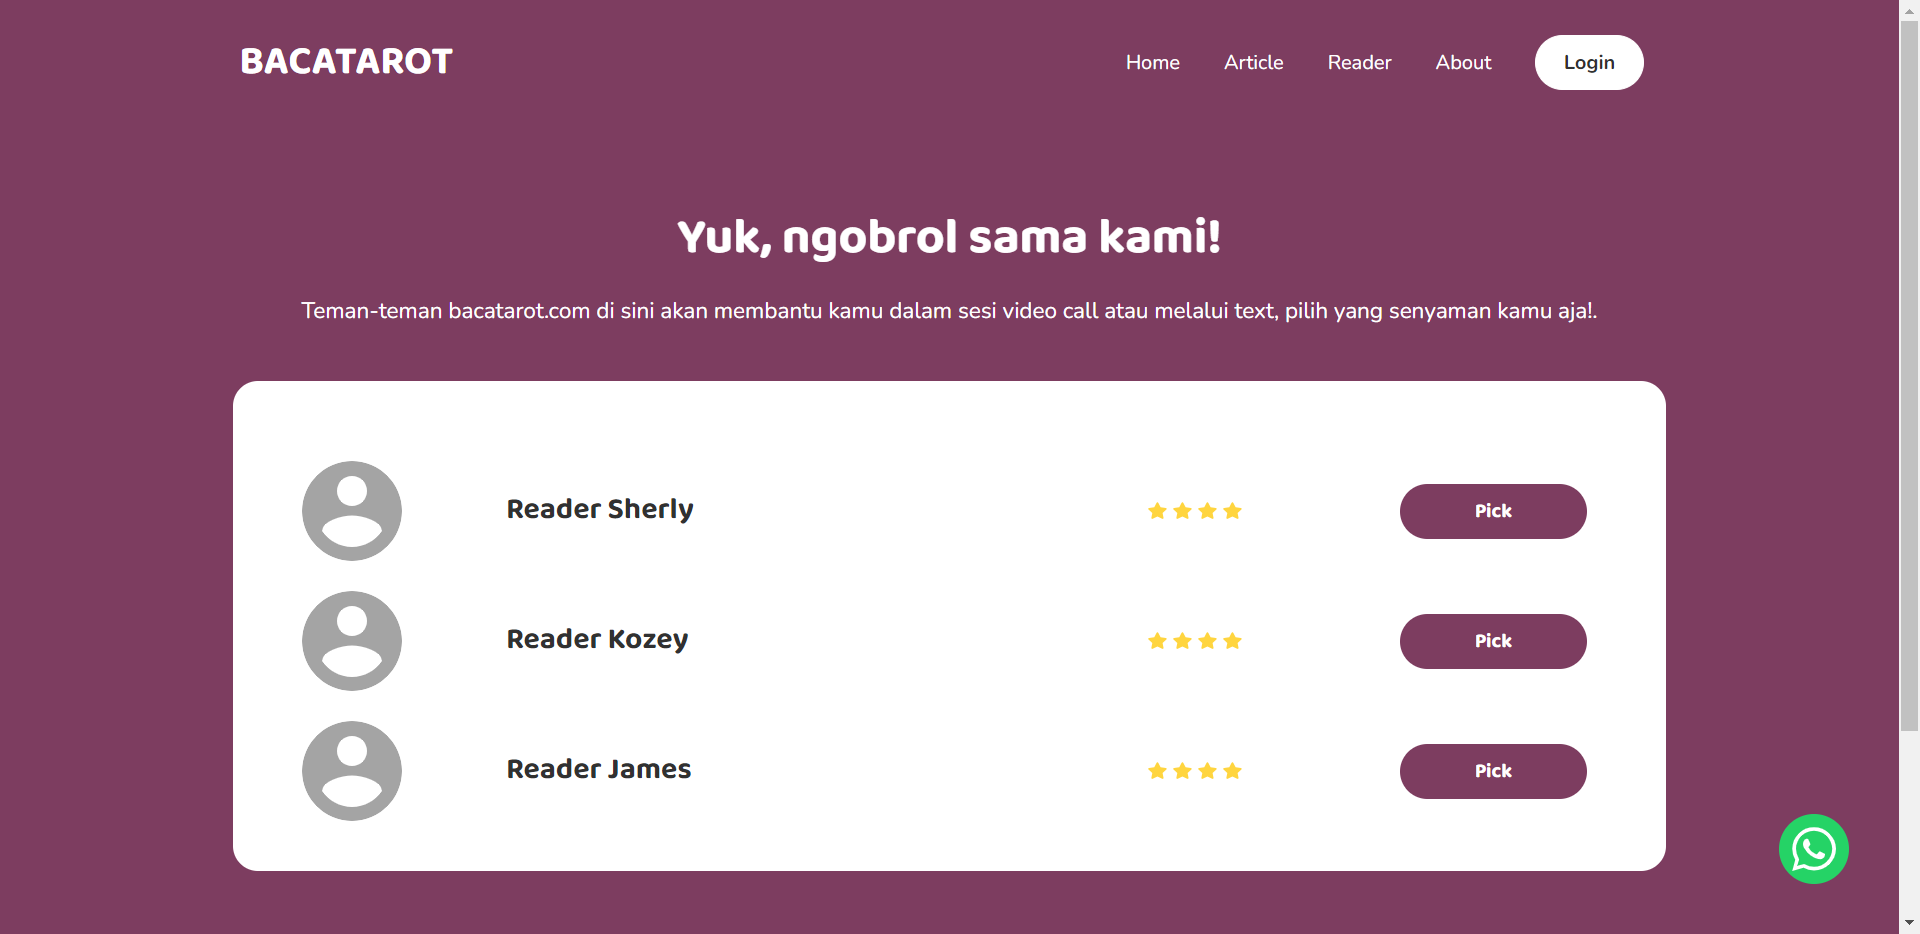 BACATAROT
Home Article Reader About Login
Yuk, ngobrol sama kami!
Teman-teman bacatarot.com di sini akan membantu kamu dalam sesi video call atau melalui text, pilih yang senyaman kamu aja!.
Reader Sherly Pick
Reader Kozey Pick
Reader James Pick